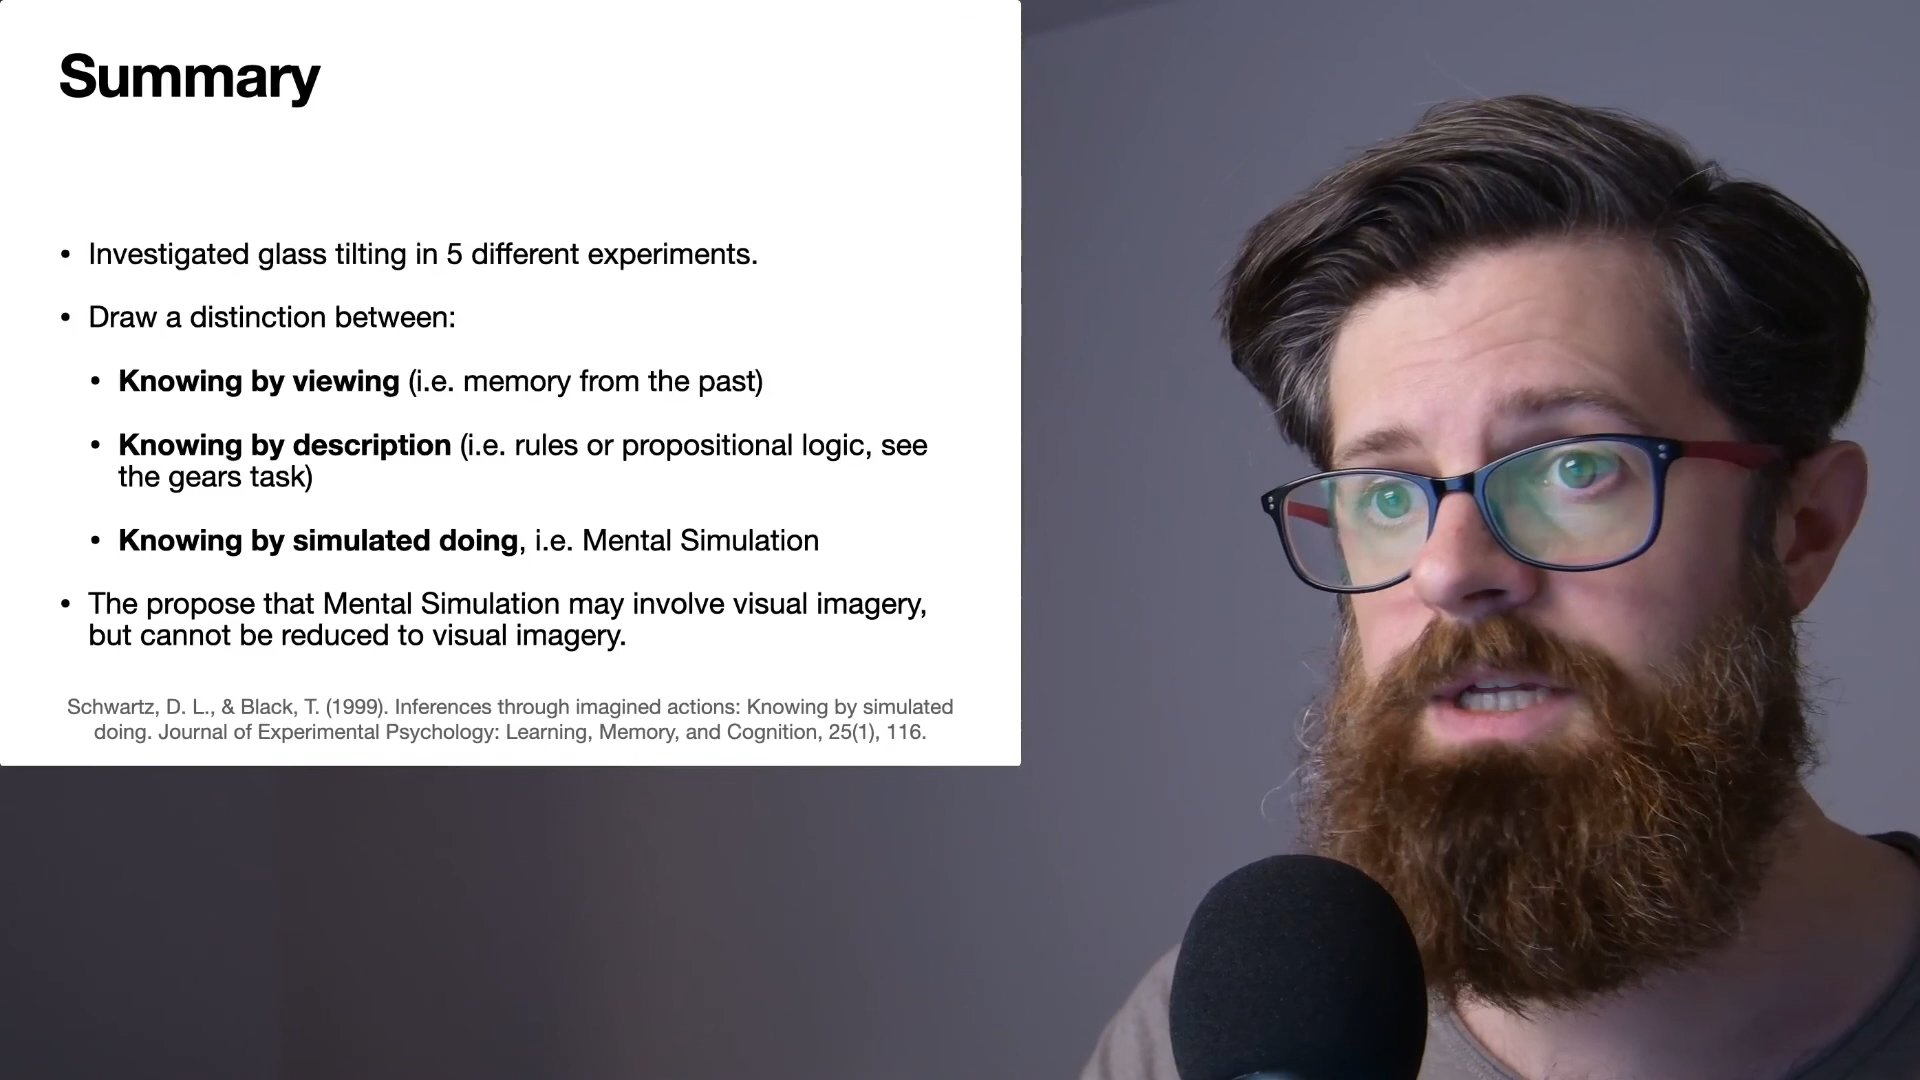 Summary
• Investigated glass tilting in 5 different experiments.
• Draw a distinction between:
• Knowing by viewing (i.e. memory from the past)
• Knowing by description (i.e. rules or propositional logic, see
the gears task)
• Knowing by simulated doing, i.e. Mental Simulation
• The propose that Mental Simulation may involve visual imagery,
but cannot be reduced to visual imagery.
Schwartz, D. L., & Black, T. (1999). Inferences through imagined actions: Knowing by simulated
doing. Journal of Experimental Psychology: Learning, Memory, and Cognition, 25(1), 116.